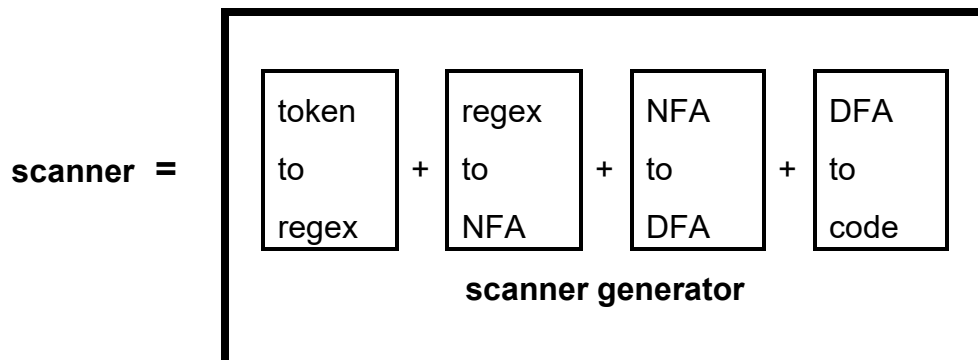 token
to
regex
regex
to
NFA
NFA
to
DFA
DFA
to
code
scanner = + + +
scanner generator